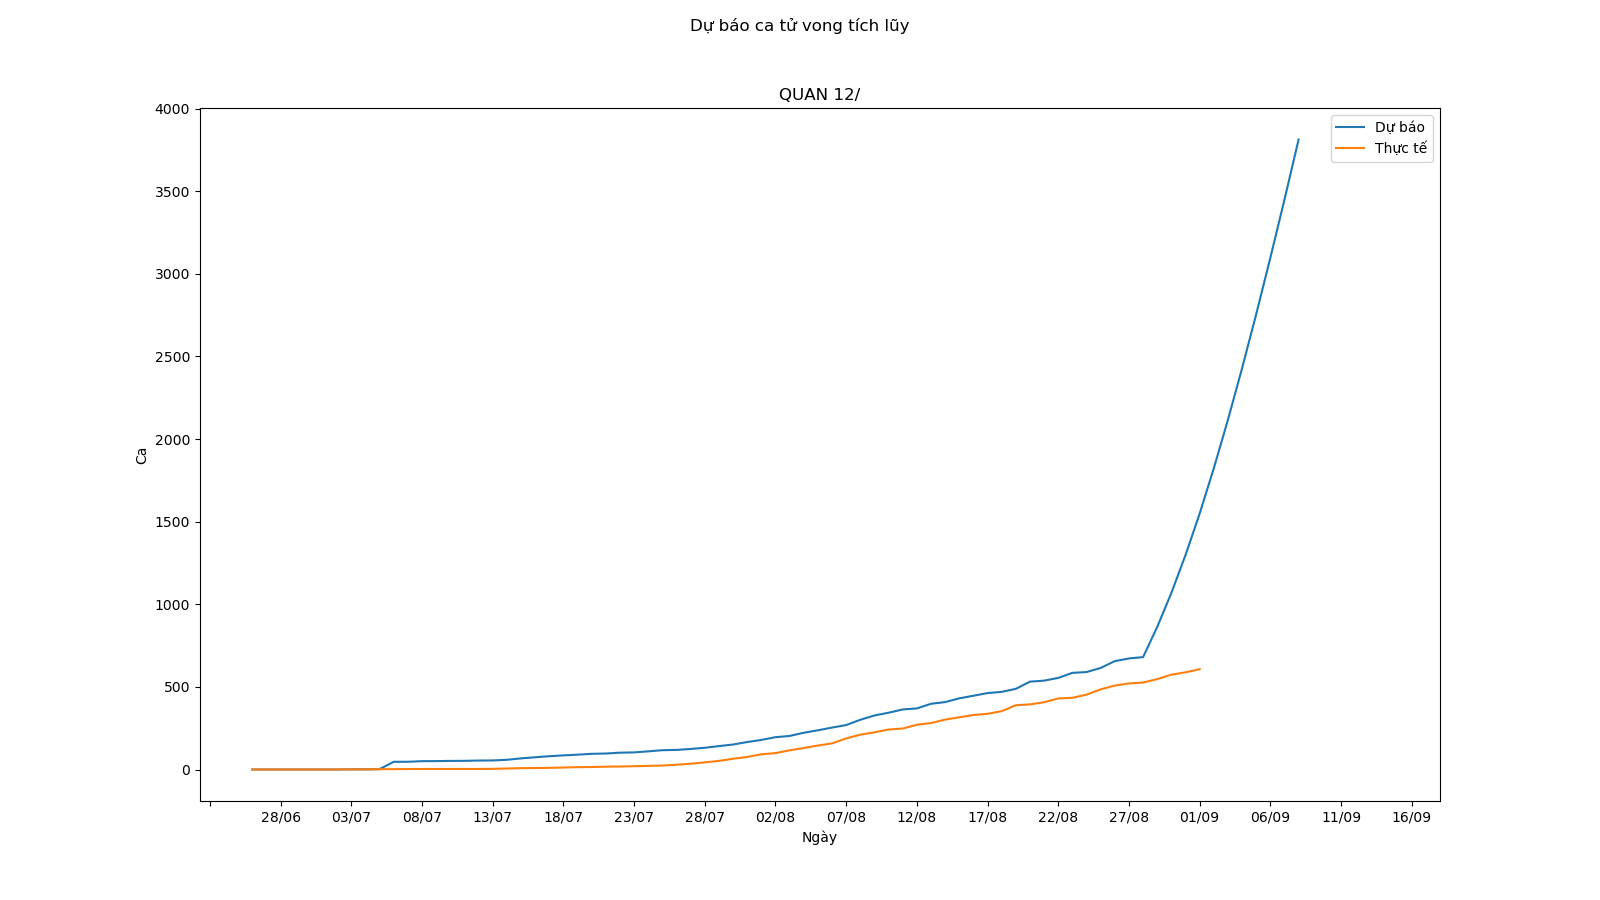 Dự báo ca tử vong tích lũy
QUAN 12/
4000
3500
3000
2500
2000
1500
1000
500
0
Ca
Dự báo
Thực tế
28/06 03/07 08/07 13/07 18/07 23/07 28/07 02/08 07/08 12/08 17/08 22/08 27/08 01/09 06/09 11/09 16/09
Ngày